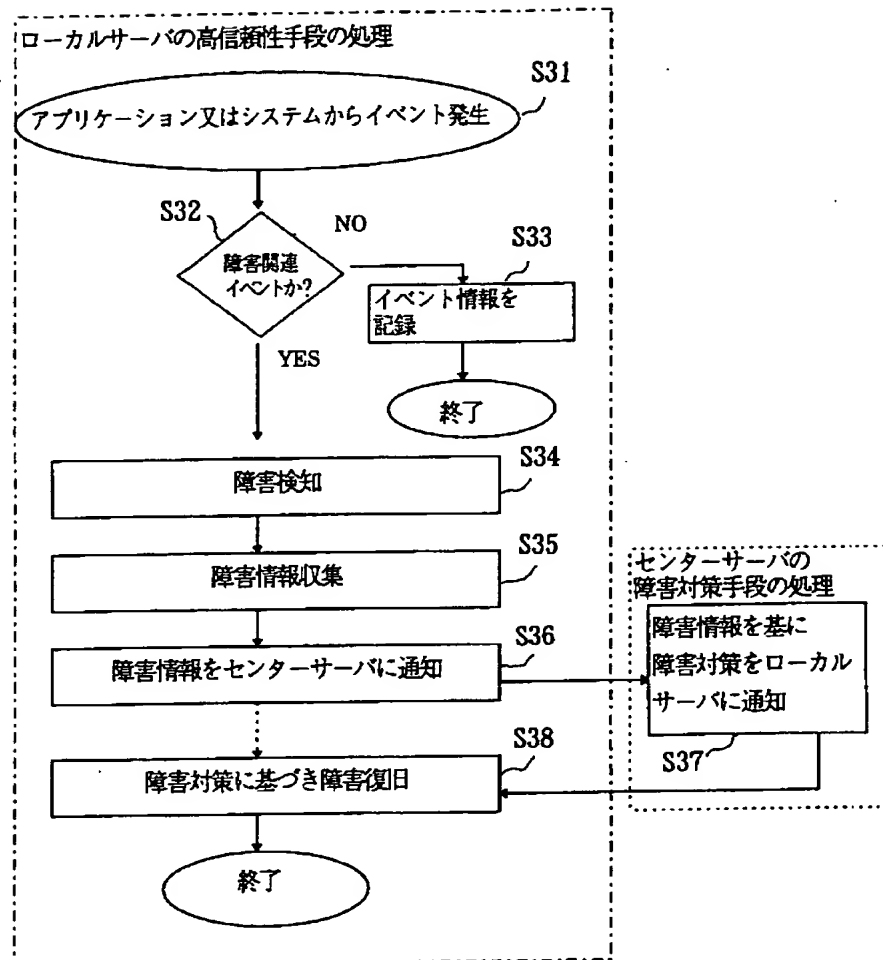 ローカルサーバの高信頼性手段の処理
S31
アプリケーション又はシステムからイベント発生
S32
NO
障害関連
イベントか?
S33
イベント情報を
記録
YES
終了
S34
障害検知
S35
障害情報収集
センターサーバの
障害対策手段の処理
S36
障害情報をセンターサーバに通知
障害情報を基に
障害対策をローカル
サーバに通知
S37
S38
障害対策に基づき障害復旧
終了